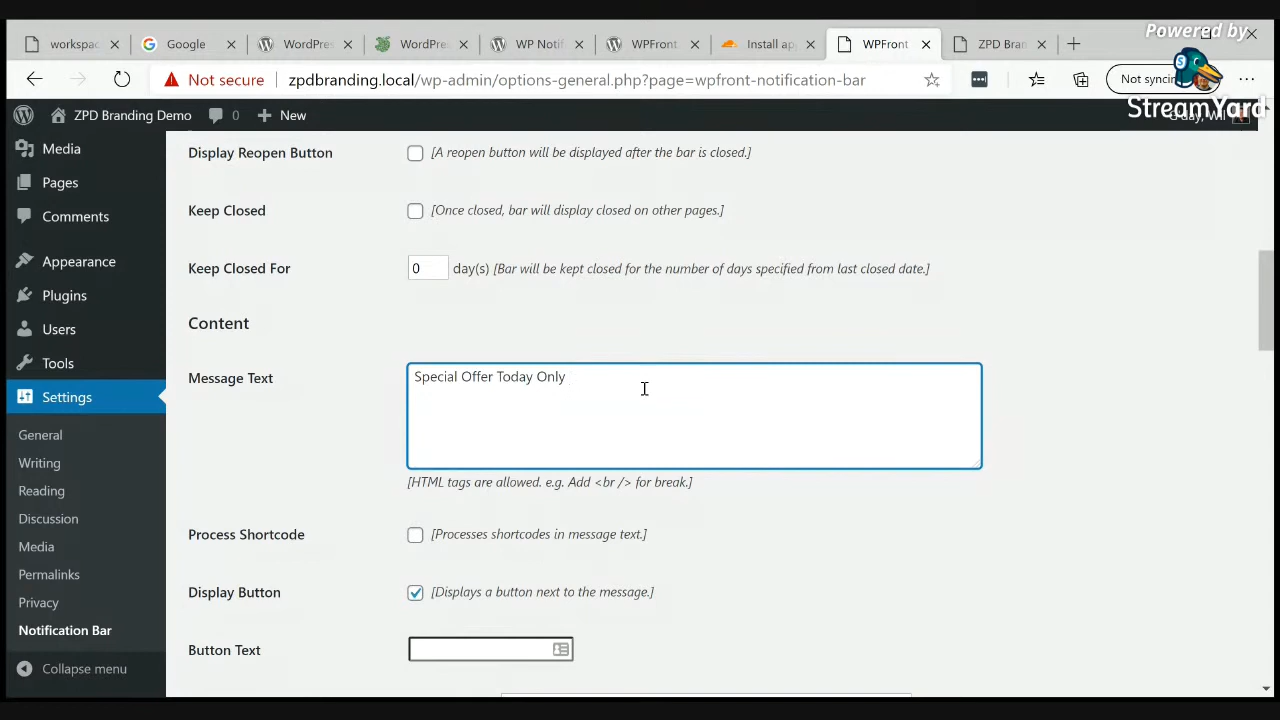 Powered by
workspac
Google
WordPre:
WordPre:
WP Notif
WPFront
Install ap
WPFront
ZPD Bran
Not secure
zpdbranding.local/wp-admin/options-general.php?page=wpfront-notification-bar
Not syncing
StreamYard
ZPD Branding Demo
0
New
Media
Pages
Comments
Appearance
Plugins
Users
Tools
Settings
General
Writing
Reading
Discussion
Media
Permalinks
Privacy
Notification Bar
Collapse menu
Display Reopen Button
[A reopen button will be displayed after the bar is closed.]
Keep Closed
[Once closed, bar will display closed on other pages.]
Keep Closed For
0 day(s) [Bar will be kept closed for the number of days specified from last closed date.]
Content
Message Text
Special Offer Today Only
[HTML tags are allowed. e.g. Add <br /> for break.]
Process Shortcode
[Processes shortcodes in message text.]
Display Button
[Displays a button next to the message.]
Button Text